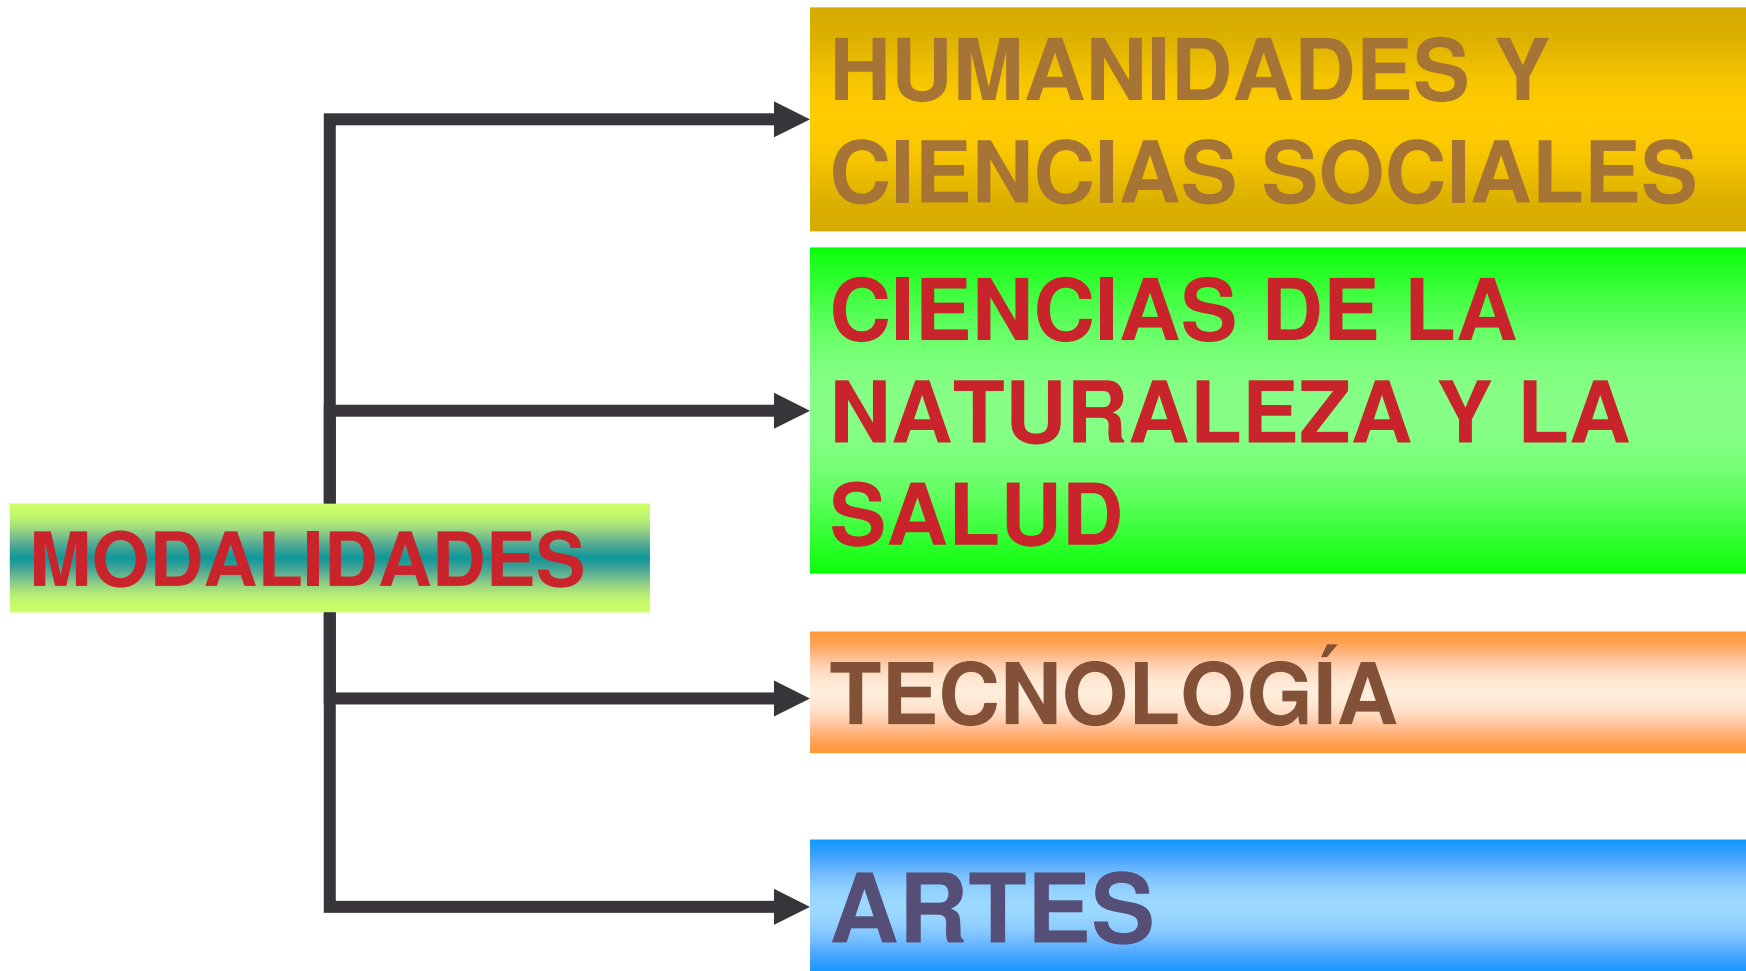 HUMANIDADES Y
CIENCIAS SOCIALES
CIENCIAS DE LA
NATURALEZA Y LA
SALUD
MODALIDADES
TECNOLOGÍA
ARTES